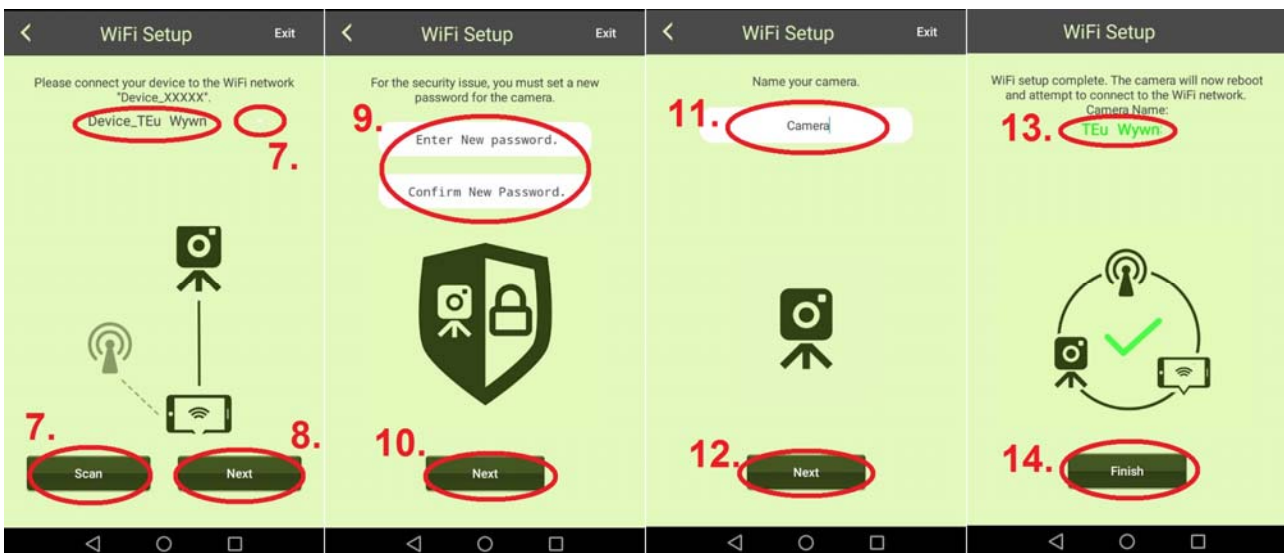 WiFi Setup
Exit
Please connect your device to the WiFi network
"Device_XXXXX".
Device_TEu Wywn
7.
7.
8.
Scan
Next
WiFi Setup
Exit
For the security issue, you must set a new
password for the camera.
9.
Enter New password.
Confirm New Password.
10.
Next
WiFi Setup
Exit
Name your camera.
11.
Camera
12.
Next
WiFi Setup
WiFi setup complete. The camera will now reboot
and attempt to connect to the WiFi network.
Camera Name:
13.
TEu Wywn
14.
Finish